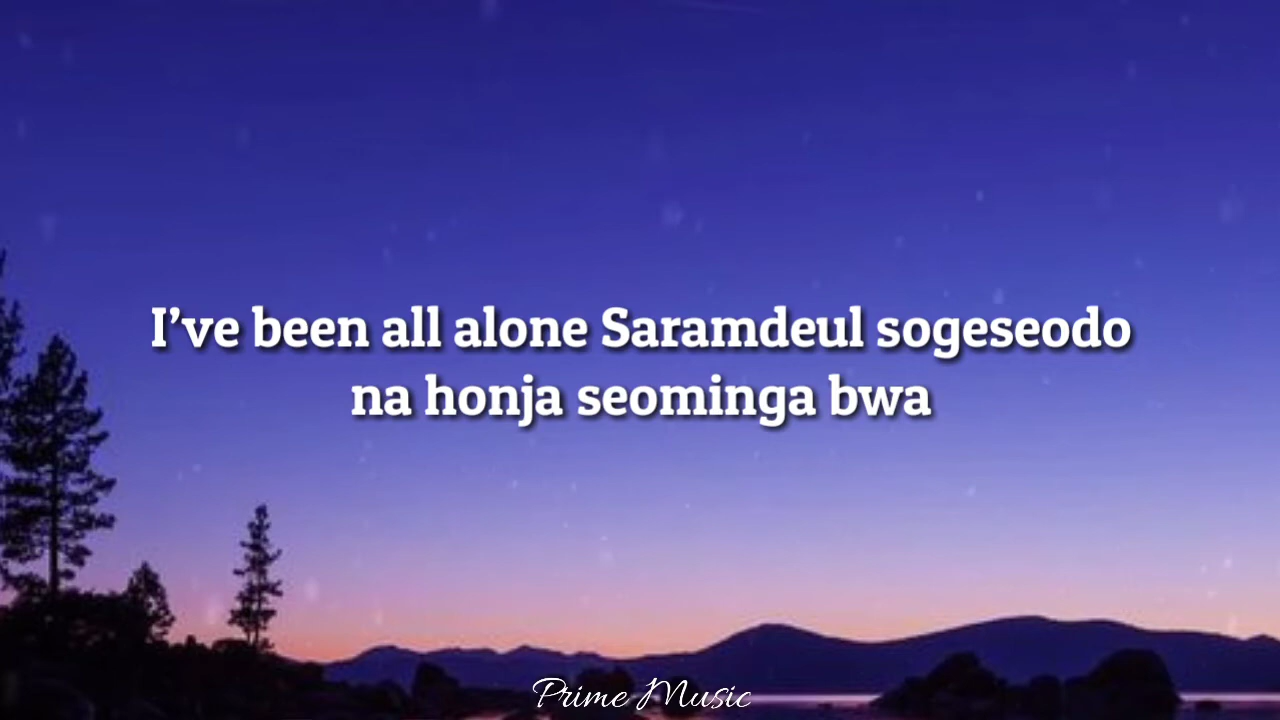 I’ve been all alone Saramdeul sogeseodo
na honja seominga bwa
Prime Music